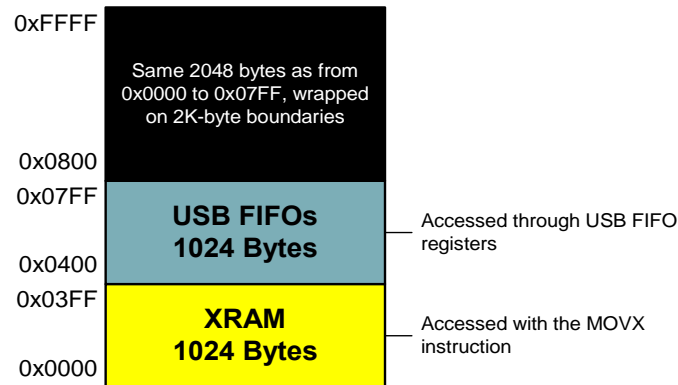 0xFFFF
Same 2048 bytes as from
0x0000 to 0x07FF, wrapped
on 2K-byte boundaries
0x0800
0x07FF
USB FIFOs
1024 Bytes
Accessed through USB FIFO
registers
0x0400
0x03FF
XRAM
1024 Bytes
Accessed with the MOVX
instruction
0x0000